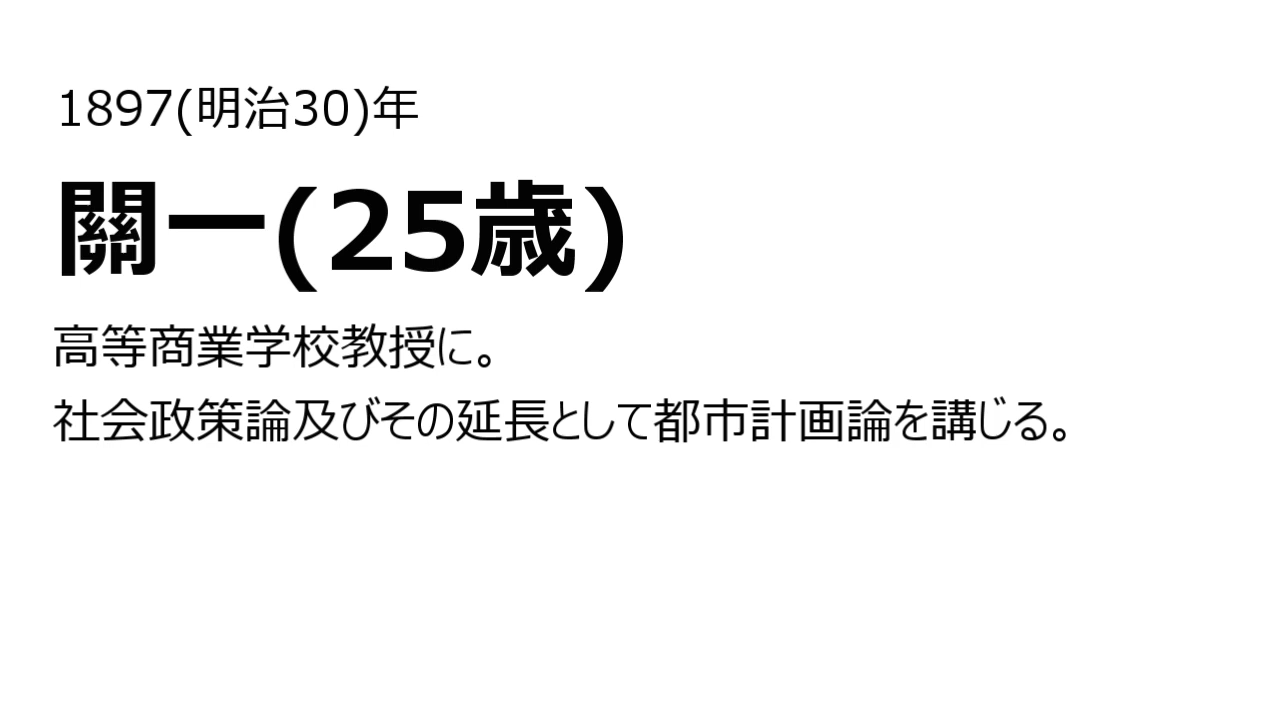 1897(明治30)年
關一(25歳)
高等商業学校教授に。
社会政策論及びその延長として都市計画論を講じる。